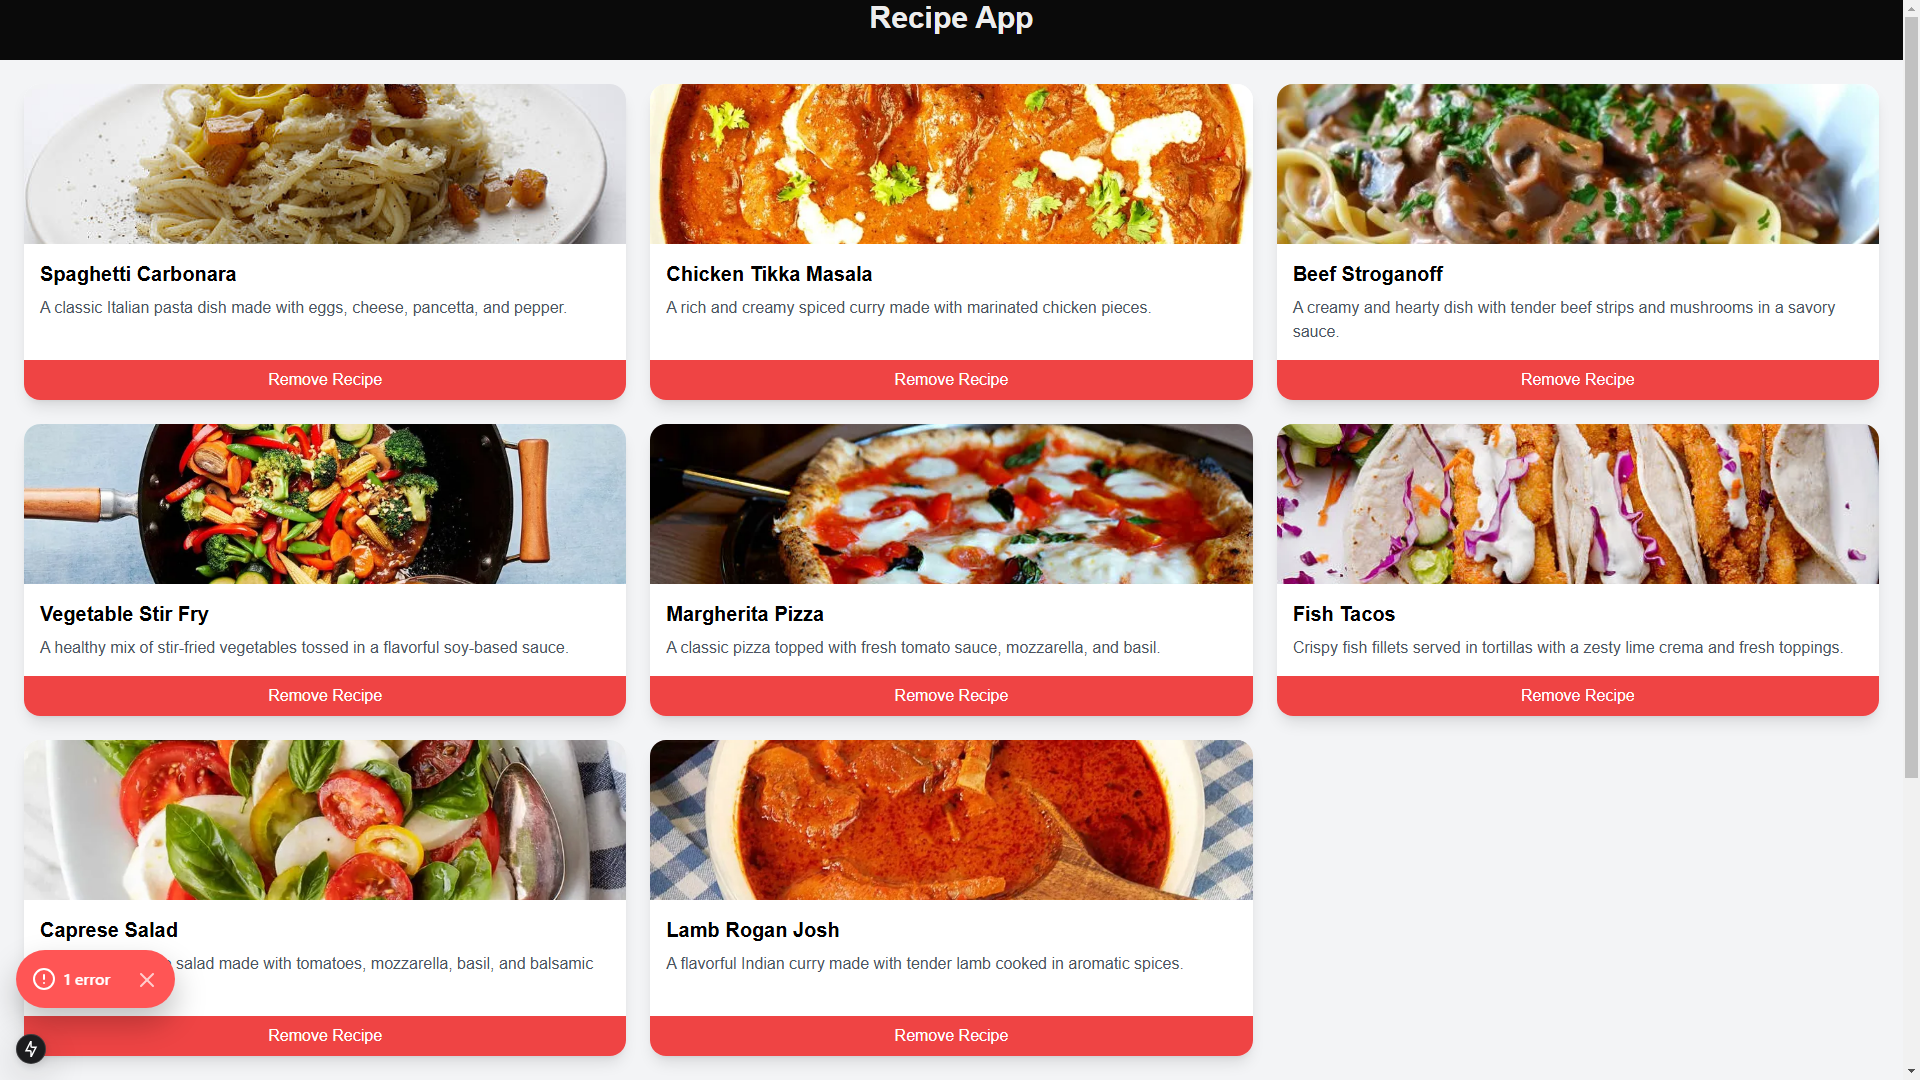 Recipe App
Spaghetti Carbonara
A classic Italian pasta dish made with eggs, cheese, pancetta, and pepper.
Remove Recipe
Chicken Tikka Masala
A rich and creamy spiced curry made with marinated chicken pieces.
Remove Recipe
Beef Stroganoff
A creamy and hearty dish with tender beef strips and mushrooms in a savory
sauce.
Remove Recipe
Vegetable Stir Fry
A healthy mix of stir-fried vegetables tossed in a flavorful soy-based sauce.
Remove Recipe
Margherita Pizza
A classic pizza topped with fresh tomato sauce, mozzarella, and basil.
Remove Recipe
Fish Tacos
Crispy fish fillets served in tortillas with a zesty lime crema and fresh toppings.
Remove Recipe
Caprese Salad
salad made with tomatoes, mozzarella, basil, and balsamic
1 error
Remove Recipe
Lamb Rogan Josh
A flavorful Indian curry made with tender lamb cooked in aromatic spices.
Remove Recipe